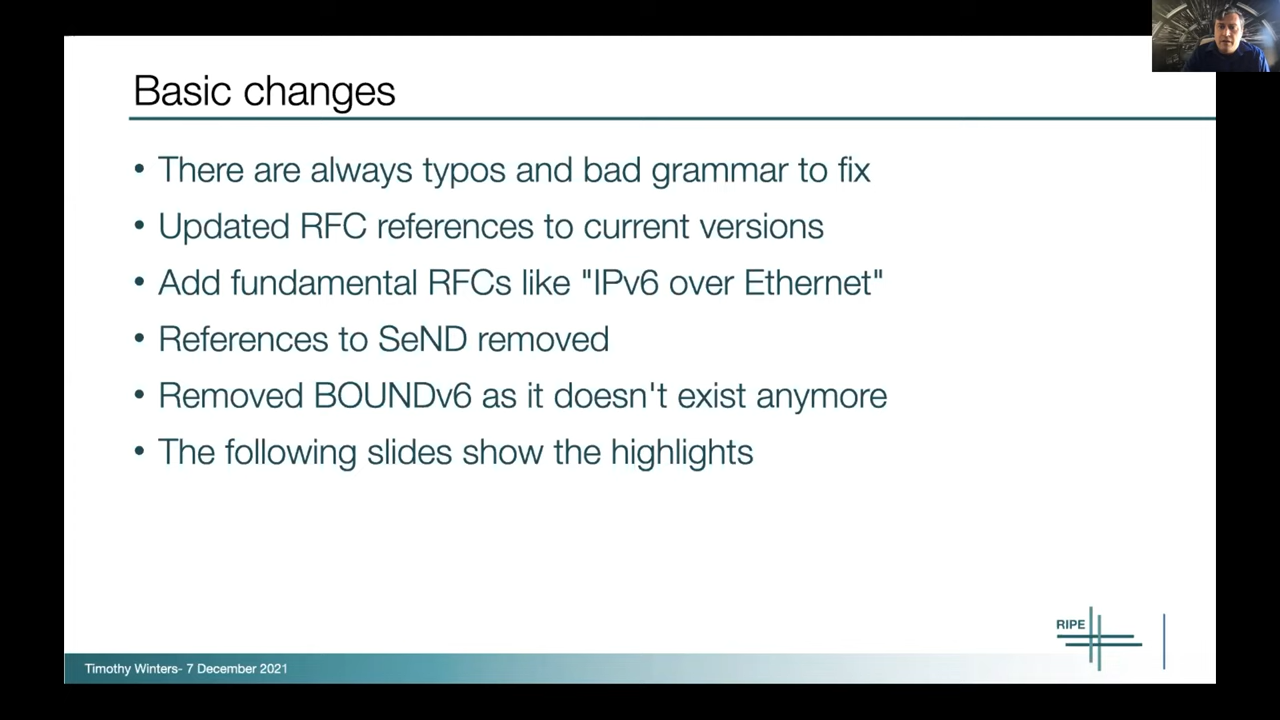 Basic changes
• There are always typos and bad grammar to fix
• Updated RFC references to current versions
• Add fundamental RFCs like "IPv6 over Ethernet"
• References to SeND removed
• Removed BOUNDv6 as it doesn't exist anymore
• The following slides show the highlights
RIPE
Timothy Winters- 7 December 2021